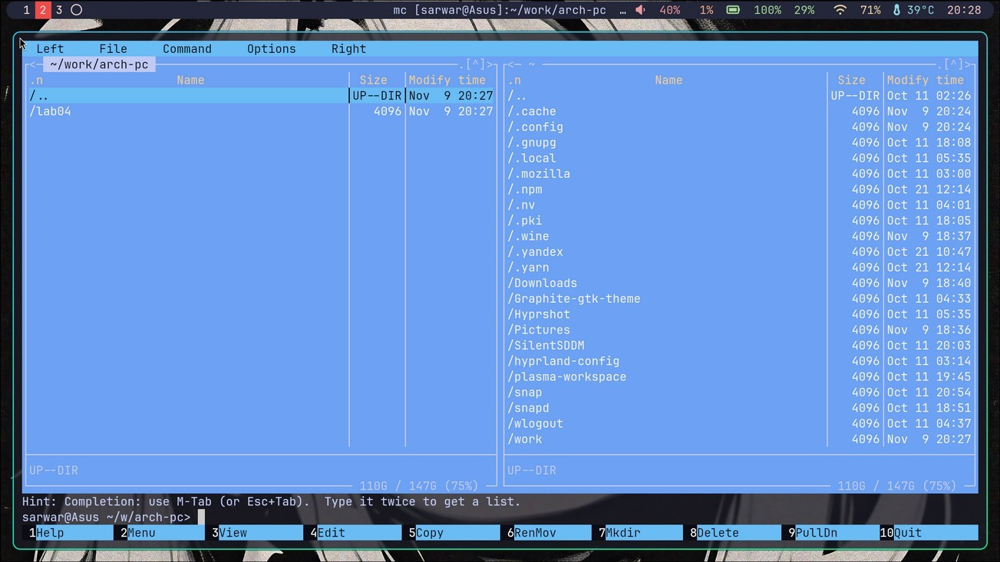 1 2 3 mc [sarwar@Asus]:~/work/arch-pc … 40% 1% 100% 29% 71% 39°C 20:28
Left File Command Options Right
<— ~/work/arch-pc .[^]> <— ~ .[^]>
.n Name Size Modify time .n Name Size Modify time
/.. UP--DIR Nov 9 20:27 /.. UP--DIR Oct 11 02:26
/lab04 4096 Nov 9 20:27 /.cache 4096 Nov 9 20:24
/.config 4096 Nov 9 20:24
/.gnupg 4096 Oct 11 18:08
/.local 4096 Oct 11 05:35
/.mozilla 4096 Oct 11 03:00
/.npm 4096 Oct 21 12:14
/.nv 4096 Oct 11 04:01
/.pki 4096 Oct 11 18:05
/.wine 4096 Nov 9 18:37
/.yandex 4096 Oct 21 10:47
/.yarn 4096 Oct 21 12:14
/Downloads 4096 Nov 9 18:40
/Graphite-gtk-theme 4096 Oct 11 04:33
/Hyprshot 4096 Oct 11 05:35
/Pictures 4096 Nov 9 18:36
/SilentSDDM 4096 Oct 11 20:03
/hyprland-config 4096 Oct 11 03:14
/plasma-workspace 4096 Oct 11 19:45
/snap 4096 Oct 11 20:54
/snapd 4096 Oct 11 18:51
/wlogout 4096 Oct 11 04:37
/work 4096 Nov 9 20:27
UP--DIR UP--DIR
110G / 147G (75%) 110G / 147G (75%)
Hint: Completion: use M-Tab (or Esc+Tab). Type it twice to get a list.
sarwar@Asus ~/w/arch-pc>
1Help 2Menu 3View 4Edit 5Copy 6RenMov 7Mkdir 8Delete 9PullDn 10Quit